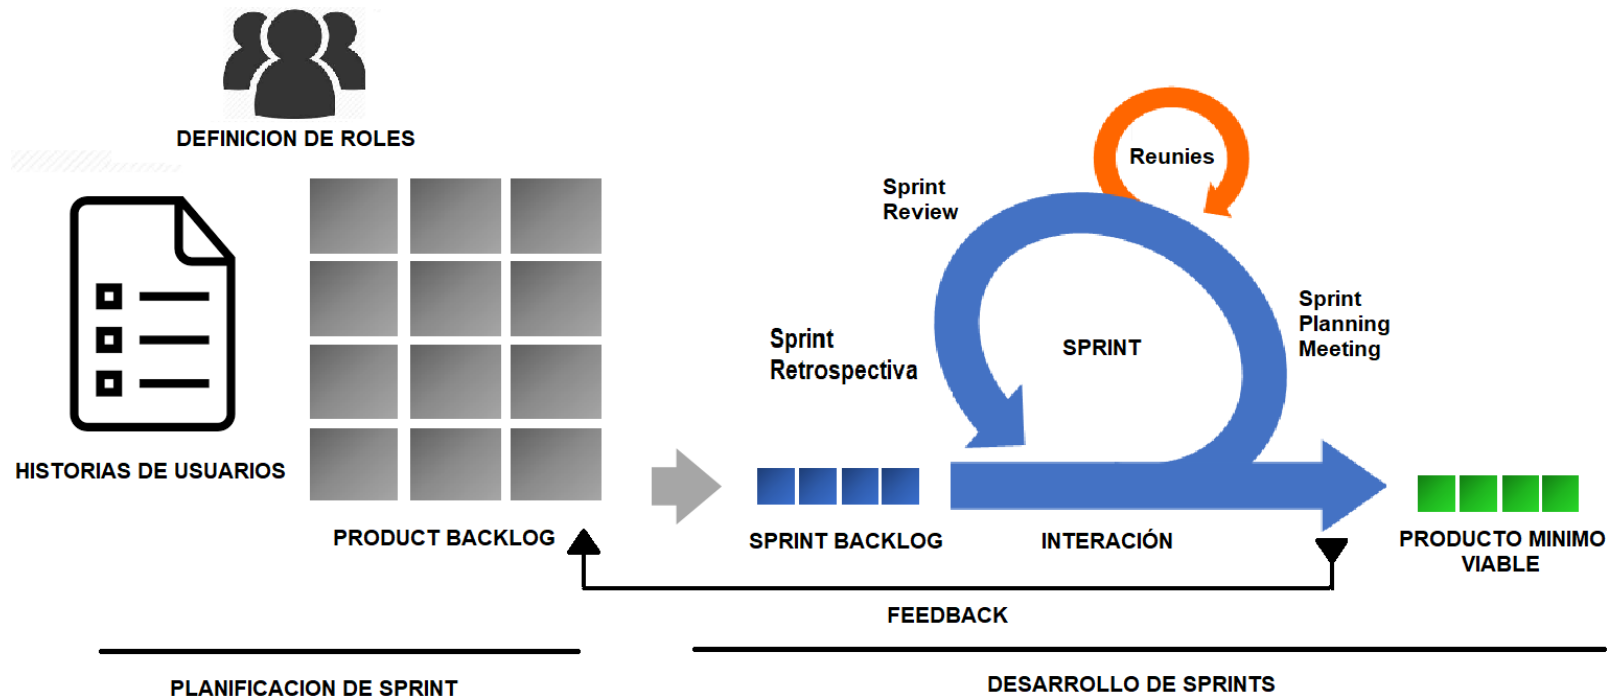 DEFINICION DE ROLES
HISTORIAS DE USUARIOS
PRODUCT BACKLOG
Reunies
Sprint
Review
Sprint
Planning
Meeting
Sprint
Retrospectiva
SPRINT
SPRINT BACKLOG
INTERACIÓN
PRODUCTO MINIMO
VIABLE
FEEDBACK
PLANIFICACION DE SPRINT
DESARROLLO DE SPRINTS